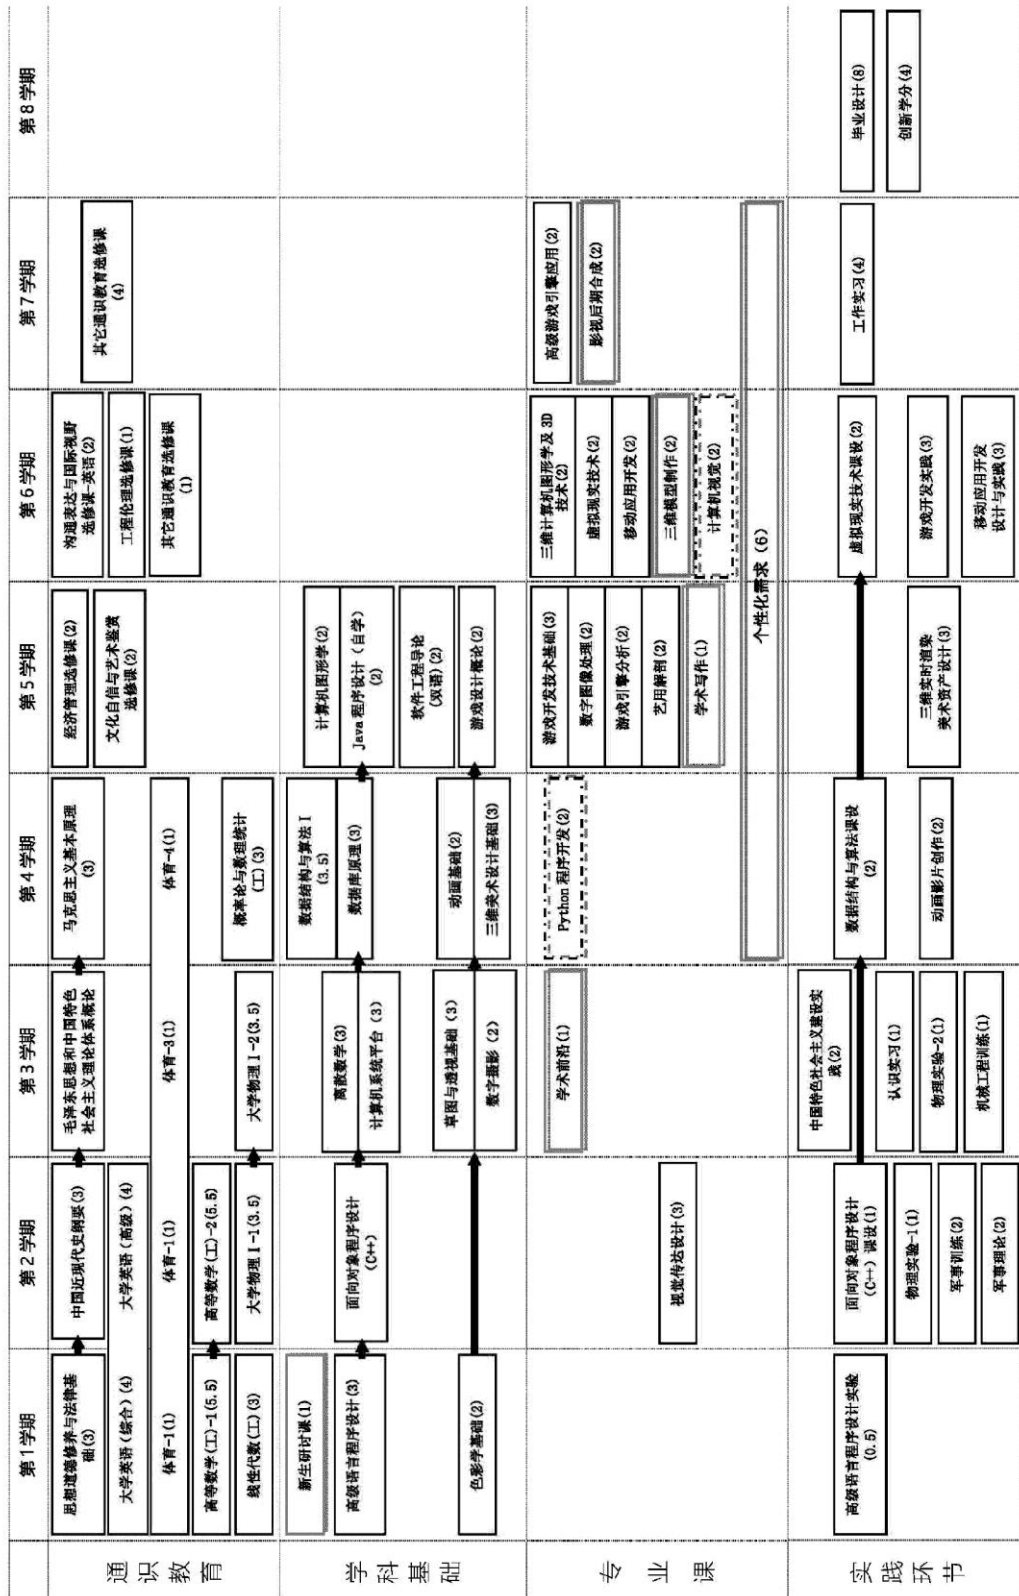 第1学期
第2学期
第3学期
第4学期
第5学期
第6学期
第7学期
第8学期
通识教育
思想道德修养与法律基
础(3)
大学英语(综合)(4)
体育-1(1)
高等数学(工)-1(5.5)
线性代数(工)(3)
中国近现代史纲要(3)
大学英语(高级)(4)
体育-1(1)
高等数学(工)-2(5.5)
大学物理Ⅰ-1(3.5)
毛泽东思想和中国特色
社会主义理论体系概论
体育-3(1)
大学物理Ⅰ-2(3.5)
马克思主义基本原理
(3)
体育-4(1)
概率论与数理统计
(工)(3)
经济管理选修课(2)
文化自信与艺术鉴赏
选修课(2)
沟通表达与国际视野
选修课-英语(2)
工程伦理选修课(1)
其它通识教育选修课
(1)
其它通识教育选修课
(4)
学科基础
新生研讨课(1)
高级语言程序设计(3)
色彩学基础(2)
面向对象程序设计
(C++)
离散数学(3)
计算机系统平台(3)
草图与透视基础(3)
数字摄影(2)
数据结构与算法Ⅰ
(3.5)
数据库原理(3)
动画基础(2)
三维美术设计基础(3)
计算机图形学(2)
Java程序设计(自学)
(2)
软件工程导论
(双语)(2)
游戏设计概论(2)
专业课
视觉传达设计(3)
学术前沿(1)
Python程序开发(2)
游戏开发技术基础(3)
数字图像处理(2)
游戏引擎分析(2)
艺用解剖(2)
学术写作(1)
三维计算机图形学及3D
技术(2)
虚拟现实技术(2)
移动应用开发(2)
三维模型制作(2)
计算机视觉(2)
高级游戏引擎应用(2)
影视后期合成(2)
个性化需求(6)
实践环节
高级语言程序设计实验
(0.5)
面向对象程序设计
(C++)课设(1)
物理实验-1(1)
军事训练(2)
军事理论(2)
中国特色社会主义建设实
践(2)
认识实习(1)
物理实验-2(1)
机械工程训练(1)
数据结构与算法课设
(2)
动画影片创作(2)
三维实时渲染
美术资产设计(3)
虚拟现实技术课设(2)
游戏开发实践(3)
移动应用开发
设计与实践(3)
工作实习(4)
毕业设计(8)
创新学分(4)